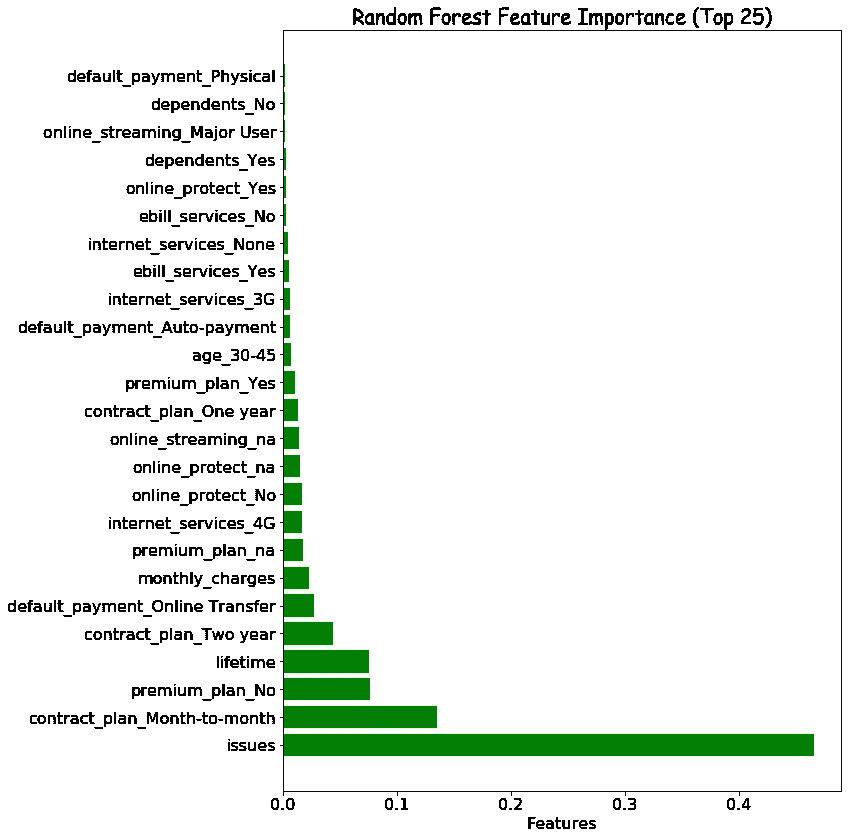 Random Forest Feature Importance (Top 25)
default_payment_Physical
dependents_No
online_streaming_Major User
dependents_Yes
online_protect_Yes
ebill_services_No
internet_services_None
ebill_services_Yes
internet_services_3G
default_payment_Auto-payment
age_30-45
premium_plan_Yes
contract_plan_One year
online_streaming_na
online_protect_na
online_protect_No
internet_services_4G
premium_plan_na
monthly_charges
default_payment_Online Transfer
contract_plan_Two year
lifetime
premium_plan_No
contract_plan_Month-to-month
issues
0.0 0.1 0.2 0.3 0.4
Features